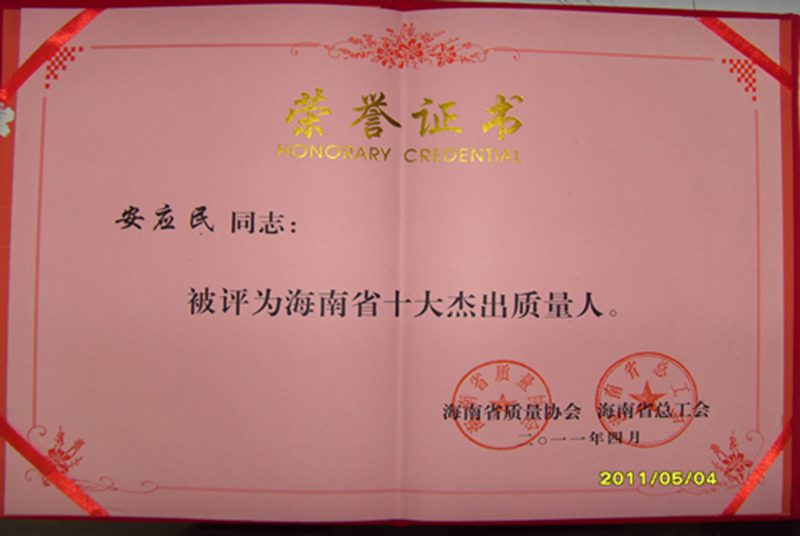 荣誉证书
HONORARY CREDENTIAL
安应民 同志：
被评为海南省十大杰出质量人。
海南省质量协会 海南省总工会
二〇一一年四月
2011/05/04